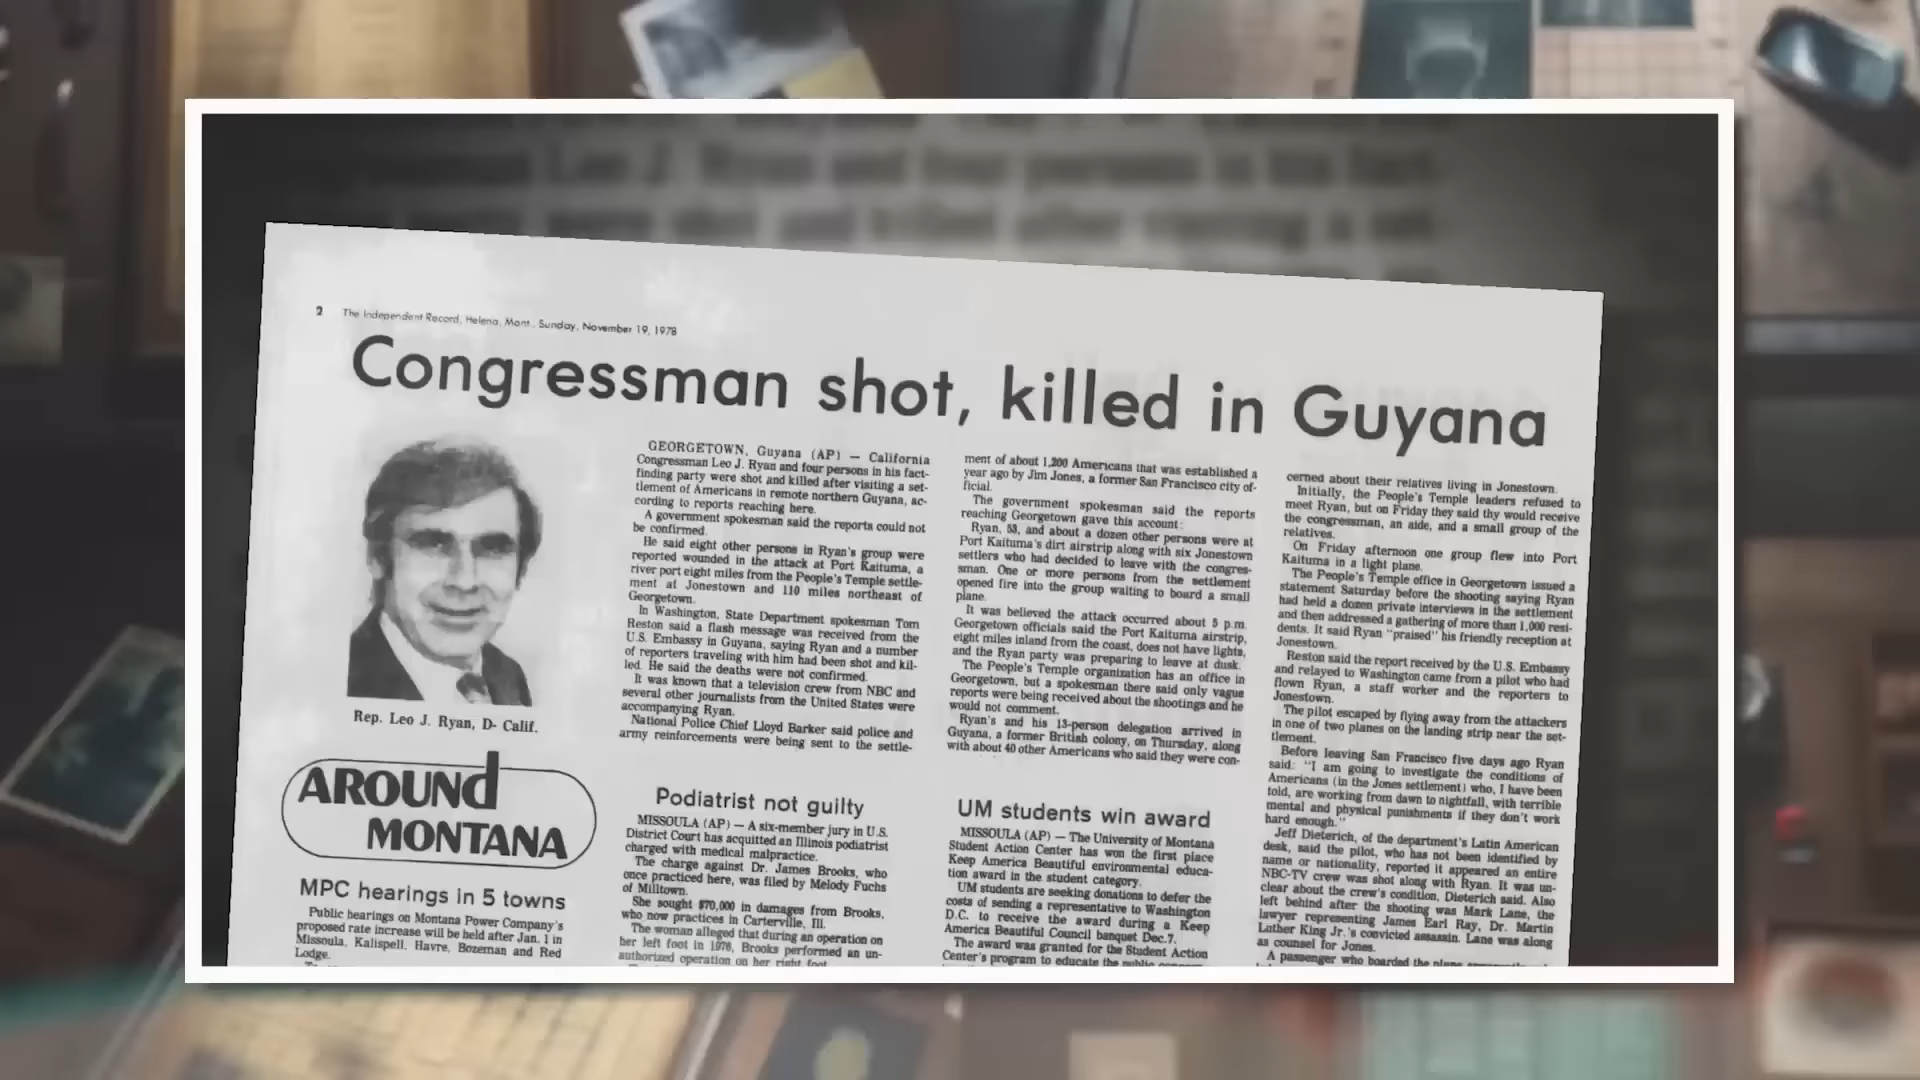 2 The Independent Record, Helena, Mont., Sunday, November 19, 1978
Congressman shot, killed in Guyana
Rep. Leo J. Ryan, D- Calif.
GEORGETOWN, Guyana (AP) — California
Congressman Leo J. Ryan and four persons in his fact-
finding party were shot and killed after visiting a set-
tlement of Americans in remote northern Guyana, ac-
cording to reports reaching here.
A government spokesman said the reports could not
be confirmed.
He said eight other persons in Ryan's group were
reported wounded in the attack at Port Kaituma, a
river port eight miles from the People's Temple settle-
ment at Jonestown and 110 miles northeast of
Georgetown.
In Washington, State Department spokesman Tom
Reston said a flash message was received from the
U.S. Embassy in Guyana, saying Ryan and a number
of reporters traveling with him had been shot and kil-
led. He said the deaths were not confirmed.
It was known that a television crew from NBC and
several other journalists from the United States were
accompanying Ryan.
National Police Chief Lloyd Barker said police and
army reinforcements were being sent to the settle-
ment of about 1,200 Americans that was established a
year ago by Jim Jones, a former San Francisco city of-
ficial.
The government spokesman said the reports
reaching Georgetown gave this account:
Ryan, 53, and about a dozen other persons were at
Port Kaituma's dirt airstrip along with six Jonestown
settlers who had decided to leave with the congres-
sman. One or more persons from the settlement
opened fire into the group waiting to board a small
plane.
It was believed the attack occurred about 5 p.m.
Georgetown officials said the Port Kaituma airstrip,
eight miles inland from the coast, does not have lights,
and the Ryan party was preparing to leave at dusk.
The People's Temple organization has an office in
Georgetown, but a spokesman there said only vague
reports were being received about the shootings and he
would not comment.
Ryan's and his 13-person delegation arrived in
Guyana, a former British colony, on Thursday, along
with about 40 other Americans who said they were con-
cerned about their relatives living in Jonestown.
Initially, the People's Temple leaders refused to
meet Ryan, but on Friday they said thy would receive
the congressman, an aide, and a small group of the
relatives.
On Friday afternoon one group flew into Port
Kaituma in a light plane.
The People's Temple office in Georgetown issued a
statement Saturday before the shooting saying Ryan
had held a dozen private interviews in the settlement
and then addressed a gathering of more than 1,000 resi-
dents. It said Ryan "praised" his friendly reception at
Jonestown.
Reston said the report received by the U.S. Embassy
and relayed to Washington came from a pilot who had
flown Ryan, a staff worker and the reporters to
Jonestown.
The pilot escaped by flying away from the attackers
in one of two planes on the landing strip near the set-
tlement.
Before leaving San Francisco five days ago Ryan
said: "I am going to investigate the conditions of
Americans (in the Jones settlement) who, I have been
told, are working from dawn to nightfall, with terrible
mental and physical punishments if they don't work
hard enough."
Jeff Dieterich, of the department's Latin American
desk, said the pilot, who has not been identified by
name or nationality, reported it appeared an entire
NBC-TV crew was shot along with Ryan. It was un-
clear about the crew's condition, Dieterich said. Also
left behind after the shooting was Mark Lane, the
lawyer representing James Earl Ray, Dr. Martin
Luther King Jr.'s convicted assassin. Lane was along
as counsel for Jones.
A passenger who boarded the plane
AROUNd
MONTANA
MPC hearings in 5 towns
Public hearings on Montana Power Company's
proposed rate increase will be held after Jan. 1 in
Missoula, Kalispell, Havre, Bozeman and Red
Lodge.
Podiatrist not guilty
MISSOULA (AP) — A six-member jury in U.S.
District Court has acquitted an Illinois podiatrist
charged with medical malpractice.
The charge against Dr. James Brooks, who
once practiced here, was filed by Melody Fuchs
of Milltown.
She sought $70,000 in damages from Brooks,
who now practices in Carterville, Ill.
The woman alleged that during an operation on
her left foot in 1976, Brooks performed an un-
authorized operation on her right foot
UM students win award
MISSOULA (AP) — The University of Montana
Student Action Center has won the first place
Keep America Beautiful environmental educa-
tion award in the student category.
UM students are seeking donations to defer the
costs of sending a representative to Washington
D.C. to receive the award during a Keep
America Beautiful Council banquet Dec.7.
The award was granted for the Student Action
Center's program to educate the public